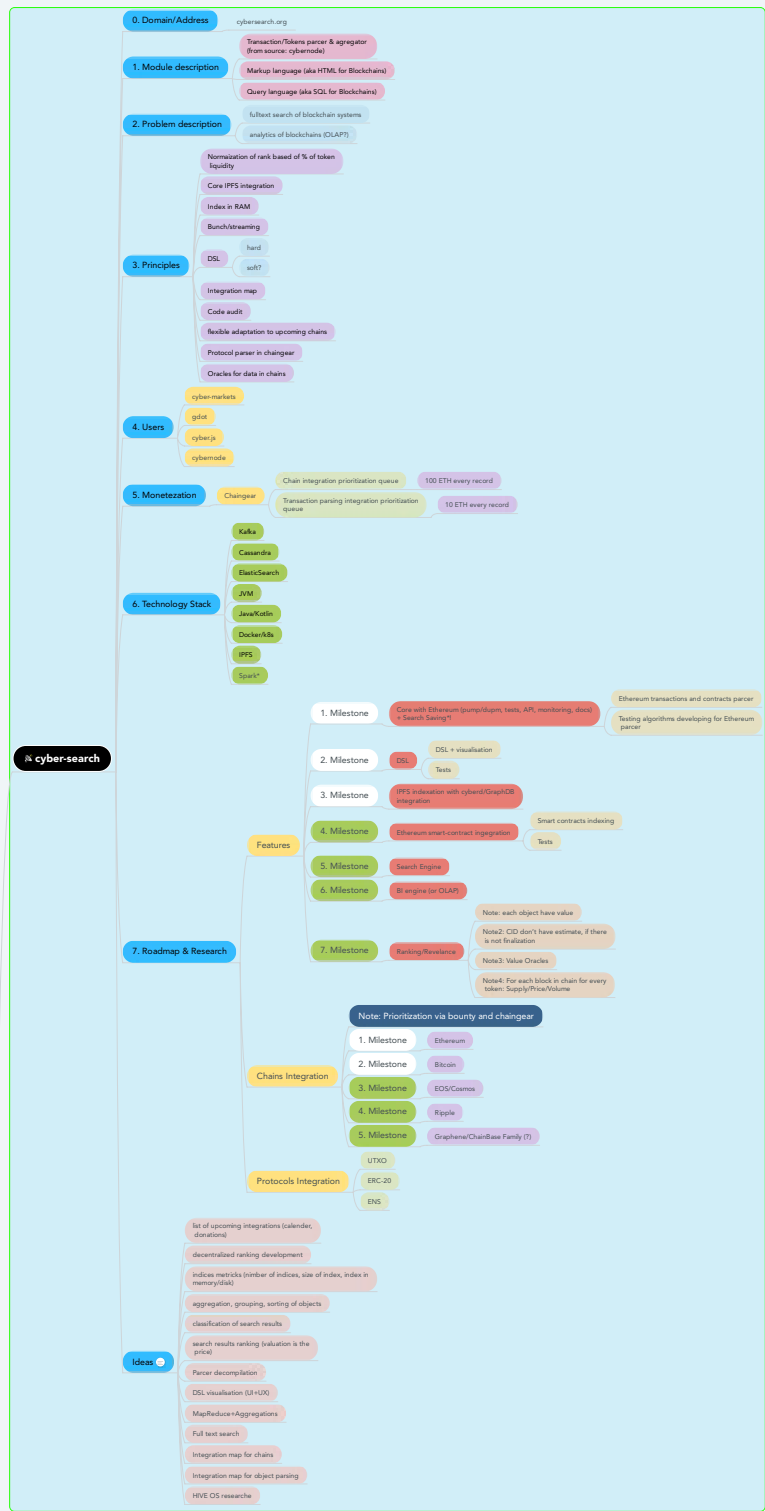 cyber-search
0. Domain/Address
cybersearch.org
1. Module description
Transaction/Tokens parcer & agregator
(from source: cybernode)
Markup language (aka HTML for Blockchains)
Query language (aka SQL for Blockchains)
2. Problem description
fulltext search of blockchain systems
analytics of blockchains (OLAP?)
3. Principles
Normaization of rank based of % of token
liquidity
Core IPFS integration
Index in RAM
Bunch/streaming
DSL
hard
soft?
Integration map
Code audit
flexible adaptation to upcoming chains
Protocol parser in chaingear
Oracles for data in chains
4. Users
cyber-markets
gdot
cyber.js
cybernode
5. Monetezation
Chaingear
Chain integration prioritization queue
100 ETH every record
Transaction parsing integration prioritization
queue
10 ETH every record
6. Technology Stack
Kafka
Cassandra
ElasticSearch
JVM
Java/Kotlin
Docker/k8s
IPFS
Spark*
7. Roadmap & Research
Features
1. Milestone
Core with Ethereum (pump/dupm, tests, API, monitoring, docs)
+ Search Saving*!
Ethereum transactions and contracts parcer
Testing algorithms developing for Ethereum
parcer
2. Milestone
DSL
DSL + visualisation
Tests
3. Milestone
IPFS indexation with cyberd/GraphDB
integration
4. Milestone
Ethereum smart-contract ingegration
Smart contracts indexing
Tests
5. Milestone
Search Engine
6. Milestone
BI engine (or OLAP)
7. Milestone
Ranking/Revelance
Note: each object have value
Note2: CID don't have estimate, if there
is not finalization
Note3: Value Oracles
Note4: For each block in chain for every
token: Supply/Price/Volume
Chains Integration
Note: Prioritization via bounty and chaingear
1. Milestone
Ethereum
2. Milestone
Bitcoin
3. Milestone
EOS/Cosmos
4. Milestone
Ripple
5. Milestone
Graphene/ChainBase Family (?)
Protocols Integration
UTXO
ERC-20
ENS
Ideas
list of upcoming integrations (calender,
donations)
decentralized ranking development
indices metricks (nimber of indices, size of index, index in
memory/disk)
aggregation, grouping, sorting of objects
classification of search results
search results ranking (valuation is the
price)
Parcer decompilation
DSL visualisation (UI+UX)
MapReduce+Aggregations
Full text search
Integration map for chains
Integration map for object parsing
HIVE OS researche